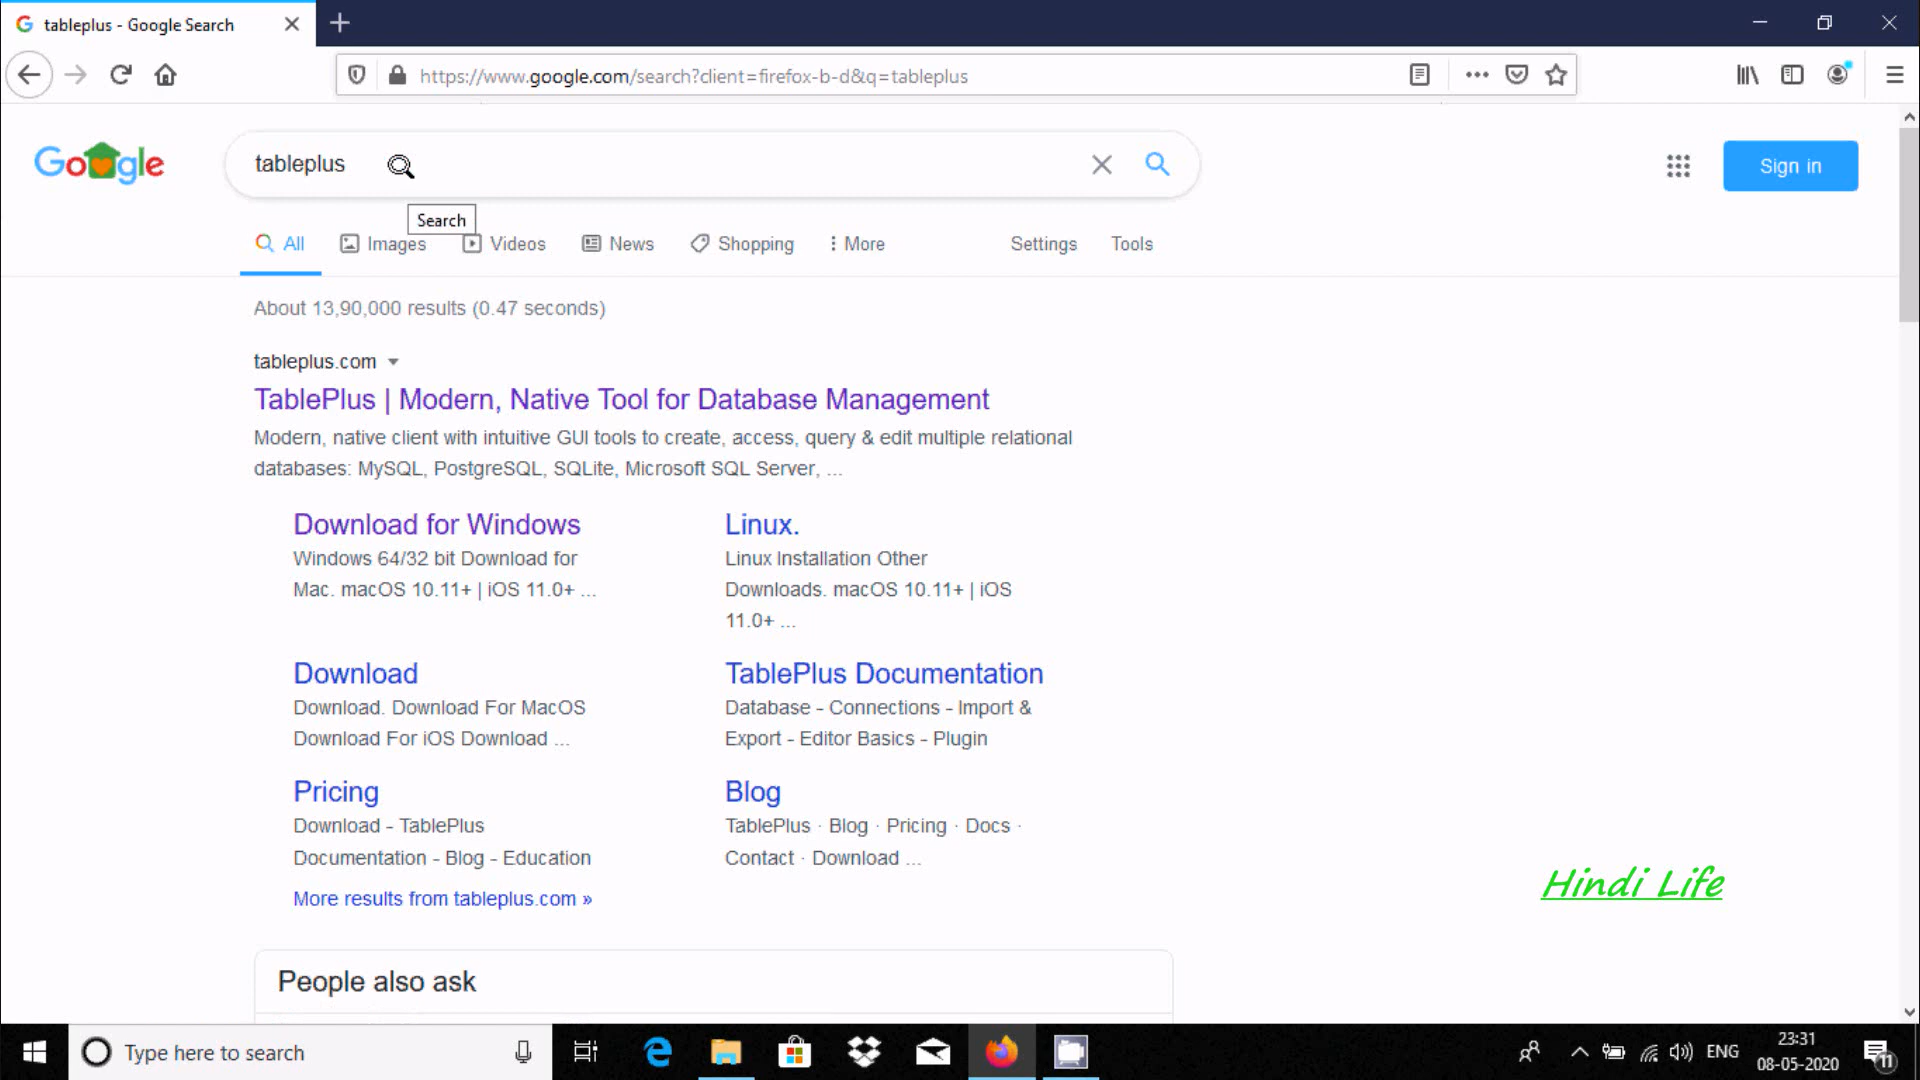 tableplus - Google Search
https://www.google.com/search?client=firefox-b-d&q=tableplus
Google
tableplus
Sign in
Search
All
Images
Videos
News
Shopping
More
Settings
Tools
About 13,90,000 results (0.47 seconds)
tableplus.com
TablePlus | Modern, Native Tool for Database Management
Modern, native client with intuitive GUI tools to create, access, query & edit multiple relational
databases: MySQL, PostgreSQL, SQLite, Microsoft SQL Server, ...
Download for Windows
Windows 64/32 bit Download for
Mac. macOS 10.11+ | iOS 11.0+ ...
Linux.
Linux Installation Other
Downloads. macOS 10.11+ | iOS
11.0+ ...
Download
Download. Download For MacOS
Download For iOS Download ...
TablePlus Documentation
Database - Connections - Import &
Export - Editor Basics - Plugin
Pricing
Download - TablePlus
Documentation - Blog - Education
Blog
TablePlus · Blog · Pricing · Docs ·
Contact · Download ...
More results from tableplus.com »
Hindi Life
People also ask
Type here to search
ENG
23:31
08-05-2020
11